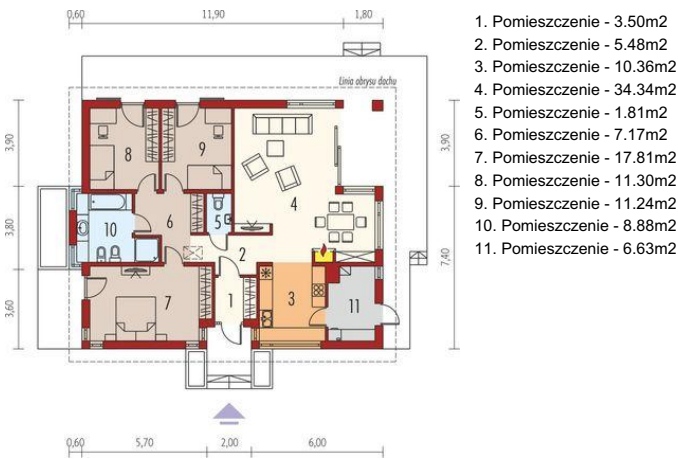 0,60 11,90 1,80
Linia obrysu dachu
3,90
3,80
3,60
3,90
7,40
8
9
4
5
6
10
2
7
1
3
11
0,60 5,70 2,00 6,00
1. Pomieszczenie - 3.50m2
2. Pomieszczenie - 5.48m2
3. Pomieszczenie - 10.36m2
4. Pomieszczenie - 34.34m2
5. Pomieszczenie - 1.81m2
6. Pomieszczenie - 7.17m2
7. Pomieszczenie - 17.81m2
8. Pomieszczenie - 11.30m2
9. Pomieszczenie - 11.24m2
10. Pomieszczenie - 8.88m2
11. Pomieszczenie - 6.63m2